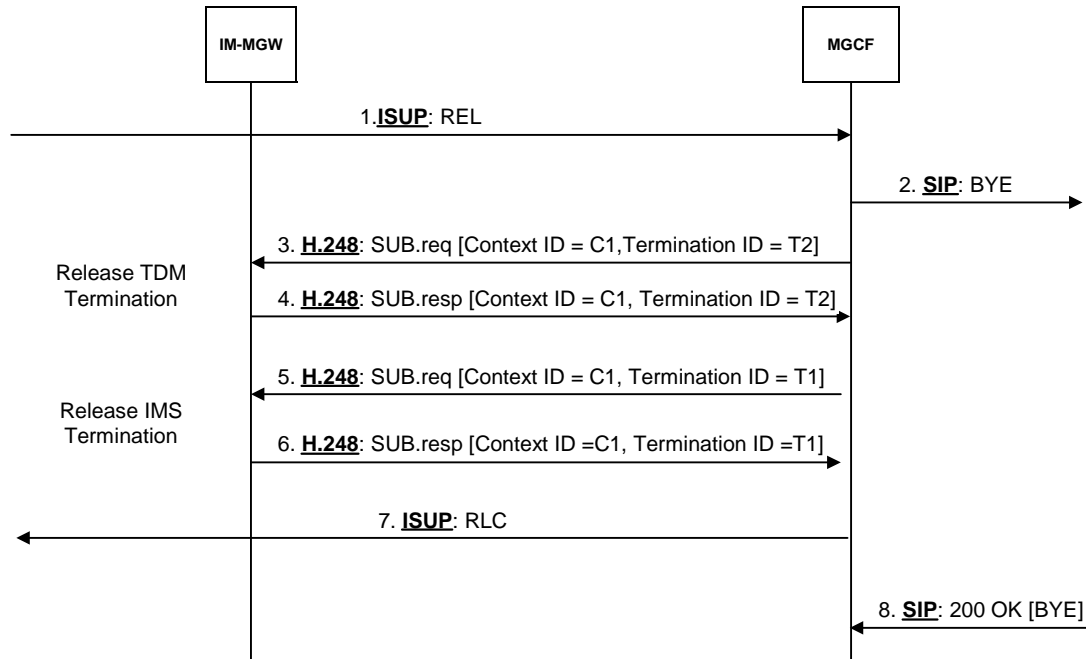 IM-MGW
MGCF
1.ISUP: REL
2. SIP: BYE
3. H.248: SUB.req [Context ID = C1,Termination ID = T2]
Release TDM
Termination
4. H.248: SUB.resp [Context ID = C1, Termination ID = T2]
5. H.248: SUB.req [Context ID = C1, Termination ID = T1]
Release IMS
Termination
6. H.248: SUB.resp [Context ID =C1, Termination ID =T1]
7. ISUP: RLC
8. SIP: 200 OK [BYE]